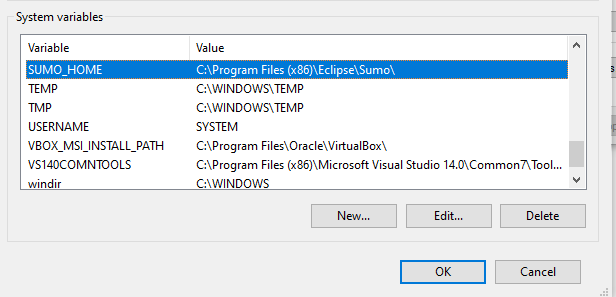 System variables
Variable Value
SUMO_HOME C:\Program Files (x86)\Eclipse\Sumo\
TEMP C:\WINDOWS\TEMP
TMP C:\WINDOWS\TEMP
USERNAME SYSTEM
VBOX_MSI_INSTALL_PATH C:\Program Files\Oracle\VirtualBox\
VS140COMNTOOLS C:\Program Files (x86)\Microsoft Visual Studio 14.0\Common7\Tool...
windir C:\WINDOWS
New... Edit... Delete
OK Cancel